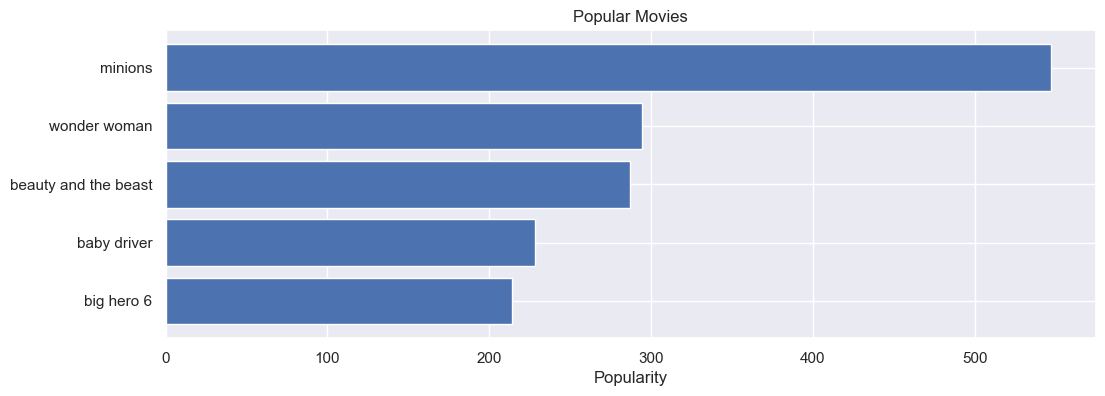 Popular Movies
minions
wonder woman
beauty and the beast
baby driver
big hero 6
0 100 200 300 400 500
Popularity